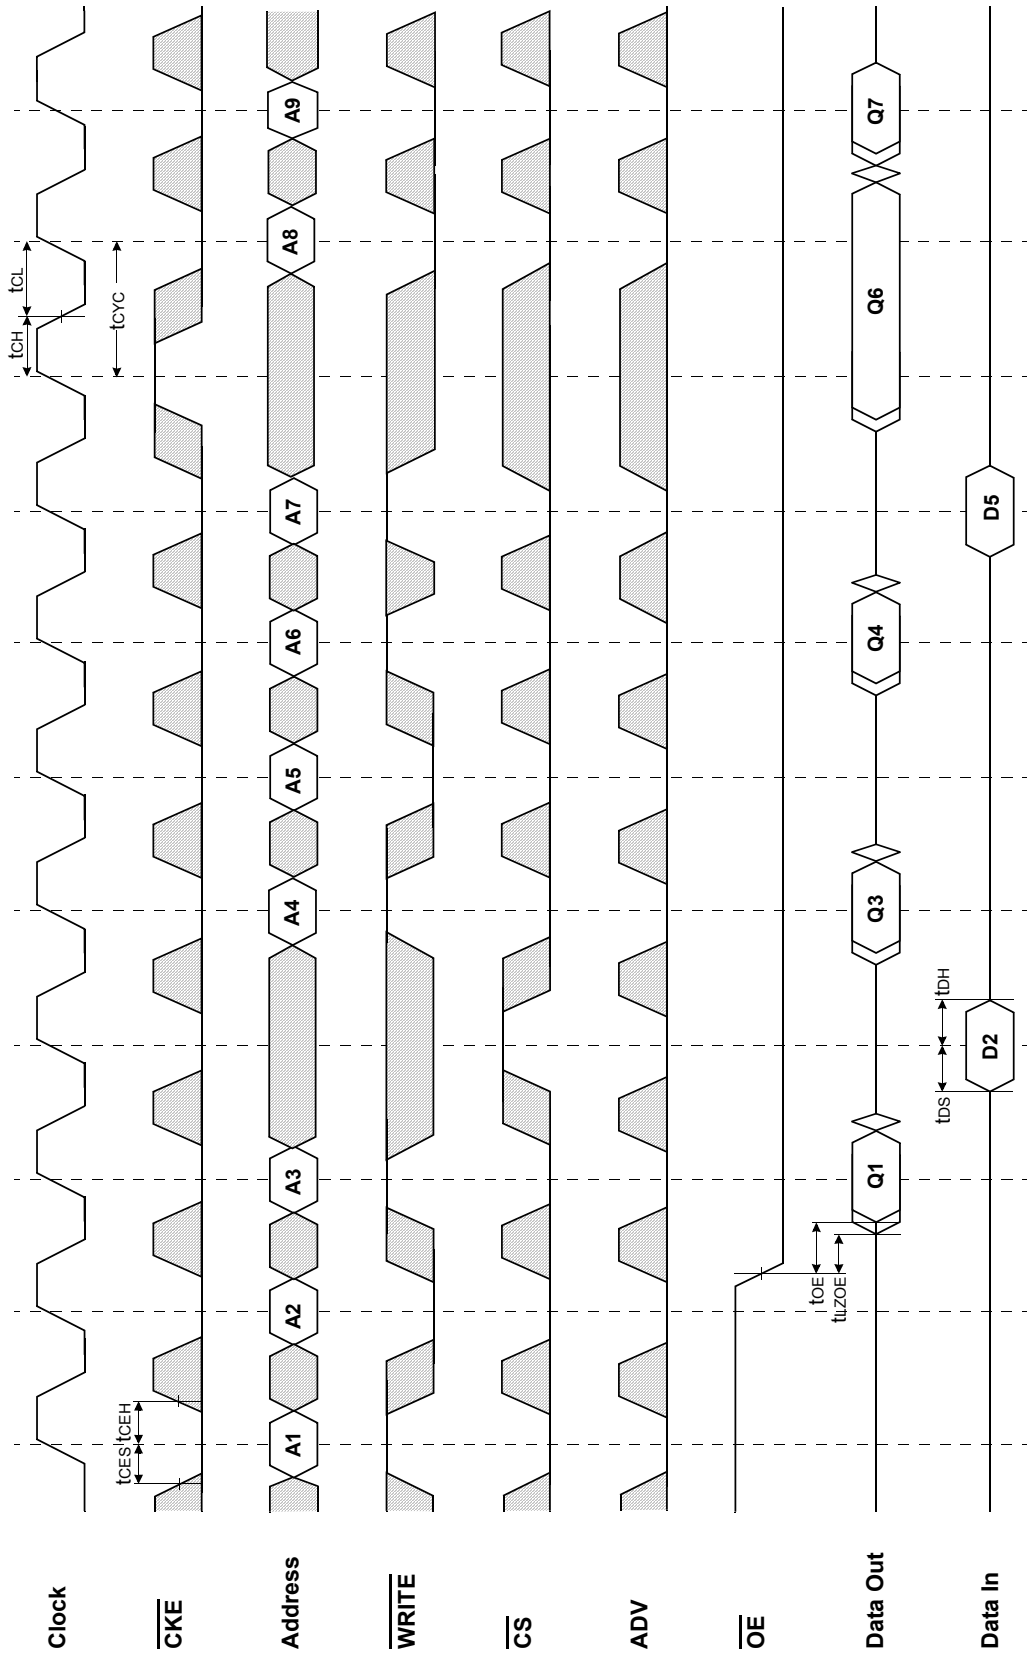 Clock
tCES
tCEH
tCH
tCL
tCYC
CKE
Address
A1
A2
A3
A4
A5
A6
A7
A8
A9
WRITE
CS
ADV
OE
tOE
tLZOE
Data Out
Q1
Q3
Q4
Q6
Q7
Data In
tDS
tDH
D2
D5